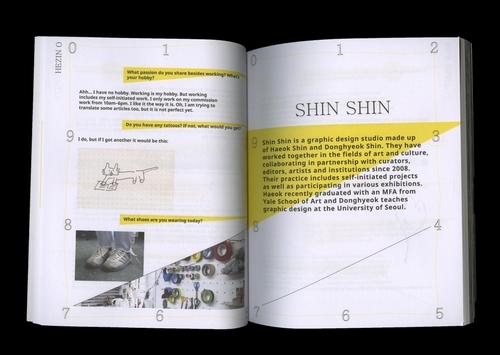 HEZIN O
0 1
What passion do you share besides working? What's
your hobby?
Ahh... I have no hobby. Working is my hobby. But working
includes my self-initiated work. I only work on my commission
work from 10am–6pm. I like it the way it is. Oh, I am trying to
translate some articles too, but it is not perfect yet.
Do you have any tattoos? If not, what would you get?
9
I do, but if I got another it would be this:
8
What shoes are you wearing today?
7 6
0 1 2
SHIN SHIN
9 3
Shin Shin is a graphic design studio made up
of Haeok Shin and Donghyeok Shin. They have
worked together in the fields of art and culture,
collaborating in partnership with curators,
editors, artists and institutions since 2008.
Their practice includes self-initiated projects
as well as participating in various exhibitions.
Haeok recently graduated with an MFA from
Yale School of Art and Donghyeok teaches
graphic design at the University of Seoul.
8 4
7 6 5